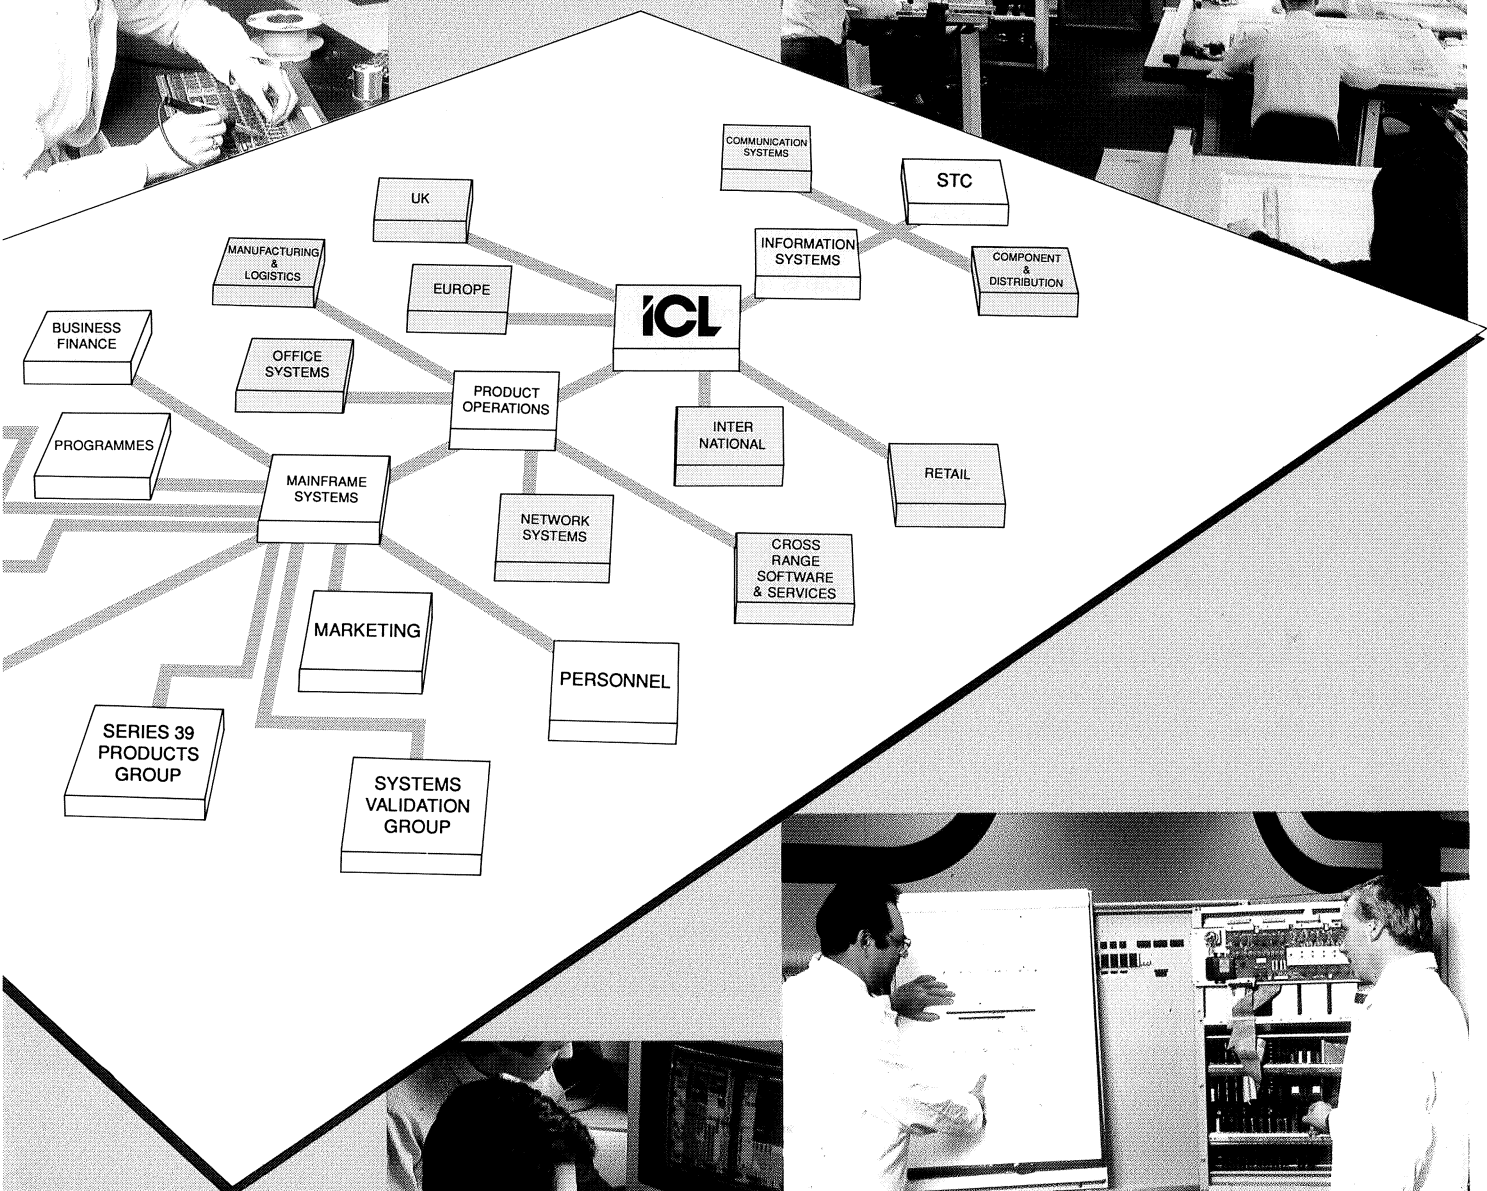 COMMUNICATION
SYSTEMS
STC
UK
INFORMATION
SYSTEMS
MANUFACTURING
&
LOGISTICS
COMPONENT
&
DISTRIBUTION
EUROPE
ICL
BUSINESS
FINANCE
OFFICE
SYSTEMS
PRODUCT
OPERATIONS
INTER
NATIONAL
PROGRAMMES
RETAIL
MAINFRAME
SYSTEMS
NETWORK
SYSTEMS
CROSS
RANGE
SOFTWARE
& SERVICES
MARKETING
PERSONNEL
SERIES 39
PRODUCTS
GROUP
SYSTEMS
VALIDATION
GROUP